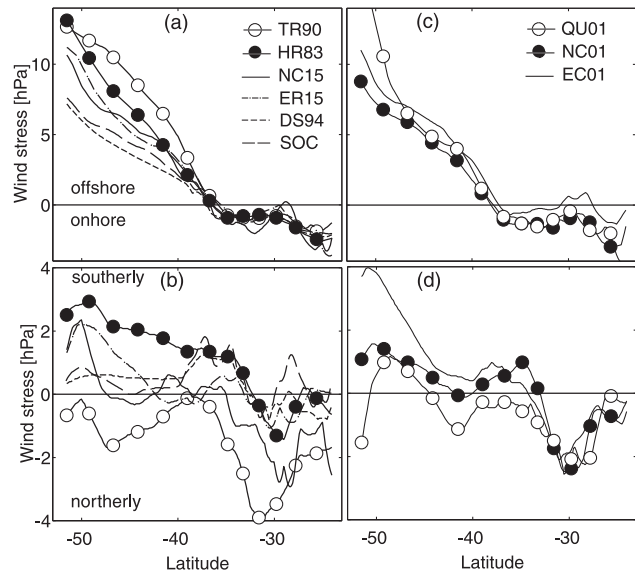 (a)
TR90
HR83
NC15
ER15
DS94
SOC
offshore
onhore
Wind stress [hPa]
10
5
0
(c)
QU01
NC01
EC01
(b)
southerly
northerly
Wind stress [hPa]
4
2
0
-2
-4
-50
-40
-30
Latitude
(d)
-50
-40
-30
Latitude